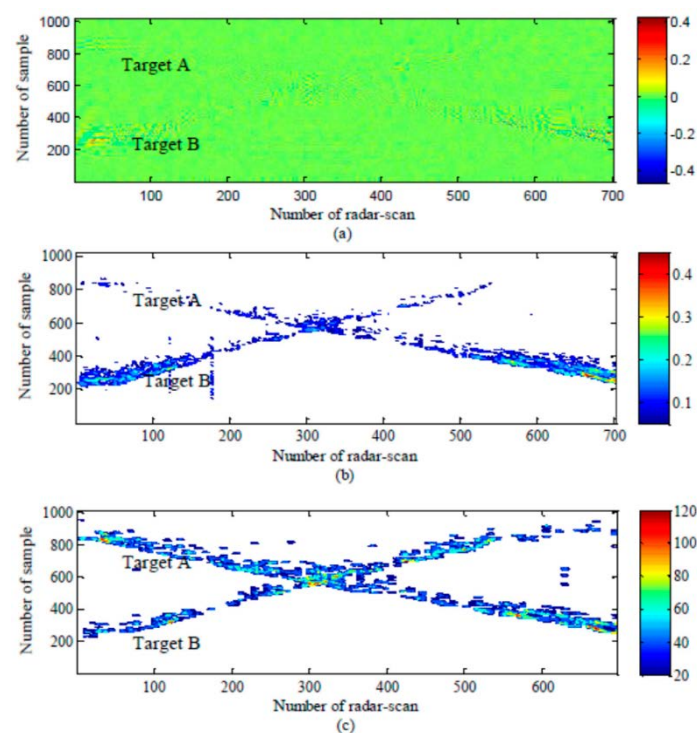 1000
800
600
400
200
Number of sample
Target A
Target B
100 200 300 400 500 600 700
Number of radar-scan
(a)
0.4
0.2
0
-0.2
-0.4
1000
800
600
400
200
Number of sample
Target A
Target B
100 200 300 400 500 600 700
Number of radar-scan
(b)
0.4
0.3
0.2
0.1
1000
800
600
400
200
Number of sample
Target A
Target B
100 200 300 400 500 600
Number of radar-scan
(c)
120
100
80
60
40
20